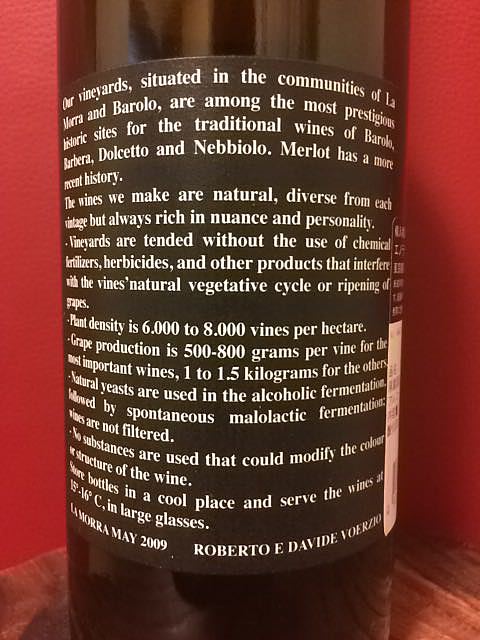 Our vineyards, situated in the communities of La
Morra and Barolo, are among the most prestigious
historic sites for the traditional wines of Barolo,
Barbera, Dolcetto and Nebbiolo. Merlot has a more
recent history.
The wines we make are natural, diverse from each
vintage but always rich in nuance and personality.
- Vineyards are tended without the use of chemical
fertilizers, herbicides, and other products that interfere
with the vines'natural vegetative cycle or ripening of
grapes.
- Plant density is 6.000 to 8.000 vines per hectare.
- Grape production is 500-800 grams per vine for the
most important wines, 1 to 1.5 kilograms for the others.
- Natural yeasts are used in the alcoholic fermentation,
followed by spontaneous malolactic fermentation;
wines are not filtered.
- No substances are used that could modify the colour
or structure of the wine.
Store bottles in a cool place and serve the wines at
15°-16° C, in large glasses.
LA MORRA MAY 2009 ROBERTO E DAVIDE VOERZIO